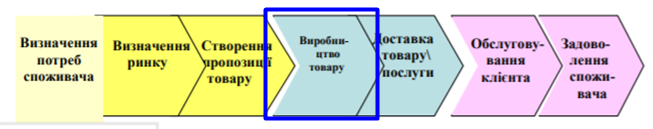 Визначення
потреб
споживача
Визначення
ринку
Створення
пропозиції
товару
Виробни-
цтво
товару
Доставка
товару\
послуги
Обслугову-
вання
клієнта
Задово-
лення
спожи-
вача